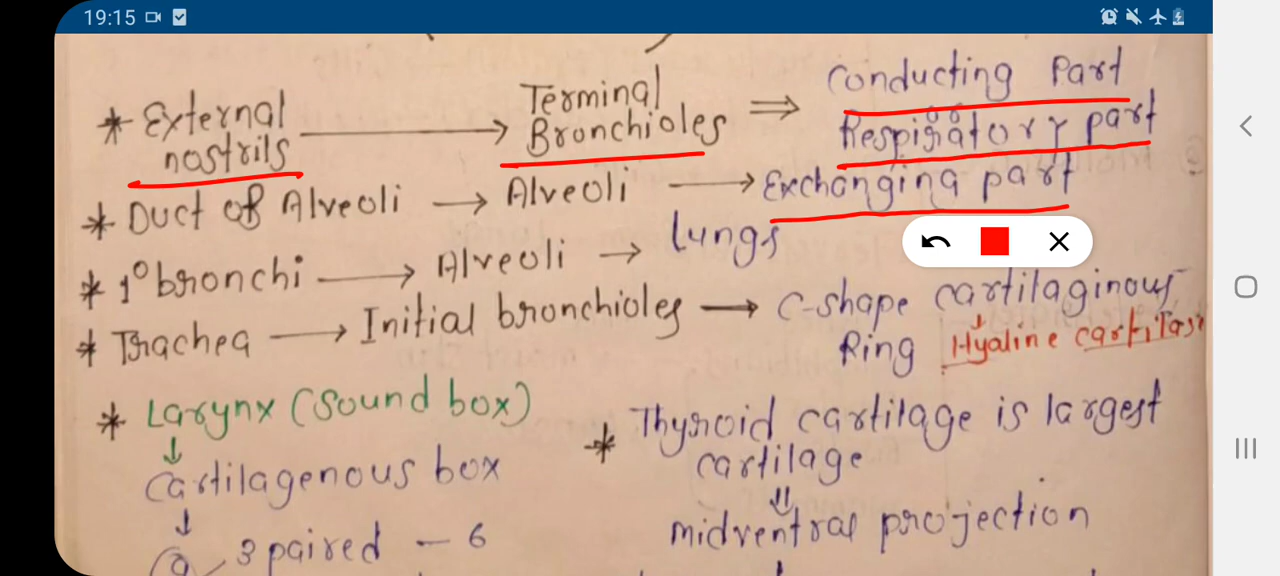 19:15
Conducting Part
* External nostrils → Terminal Bronchioles ⇒ Respiratory part
* Duct of Alveoli → Alveoli → Exchanging part
* 1° bronchi → Alveoli → Lungs
* Trachea → Initial bronchioles → C-shape cartilaginous Ring
↓
Hyaline cartilage
* Larynx (Sound box)
↓
Cartilagenous box
↓
3 paired - 6
* Thyroid cartilage is largest
cartilage
⇓
midventral projection